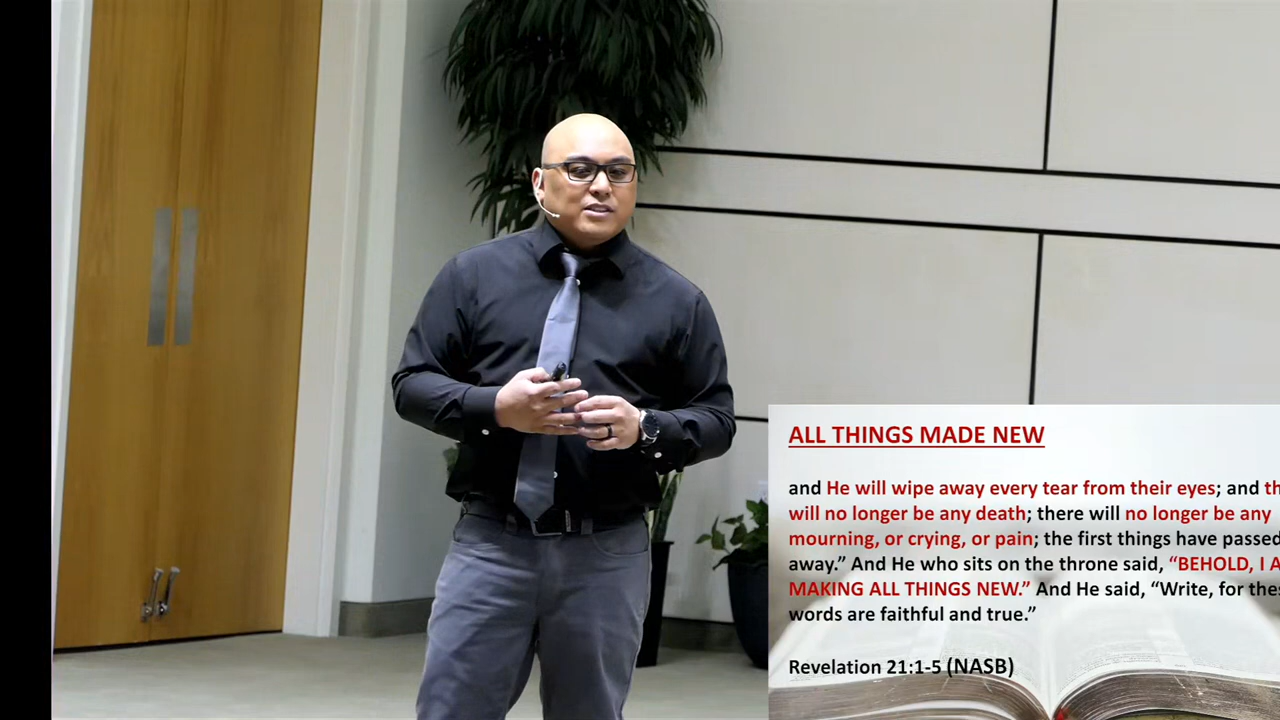 ALL THINGS MADE NEW
and He will wipe away every tear from their eyes; and
will no longer be any death; there will no longer be any
mourning, or crying, or pain; the first things have passed
away.” And He who sits on the throne said, “BEHOLD, I
MAKING ALL THINGS NEW.” And He said, “Write, for
words are faithful and true.”
Revelation 21:1-5 (NASB)